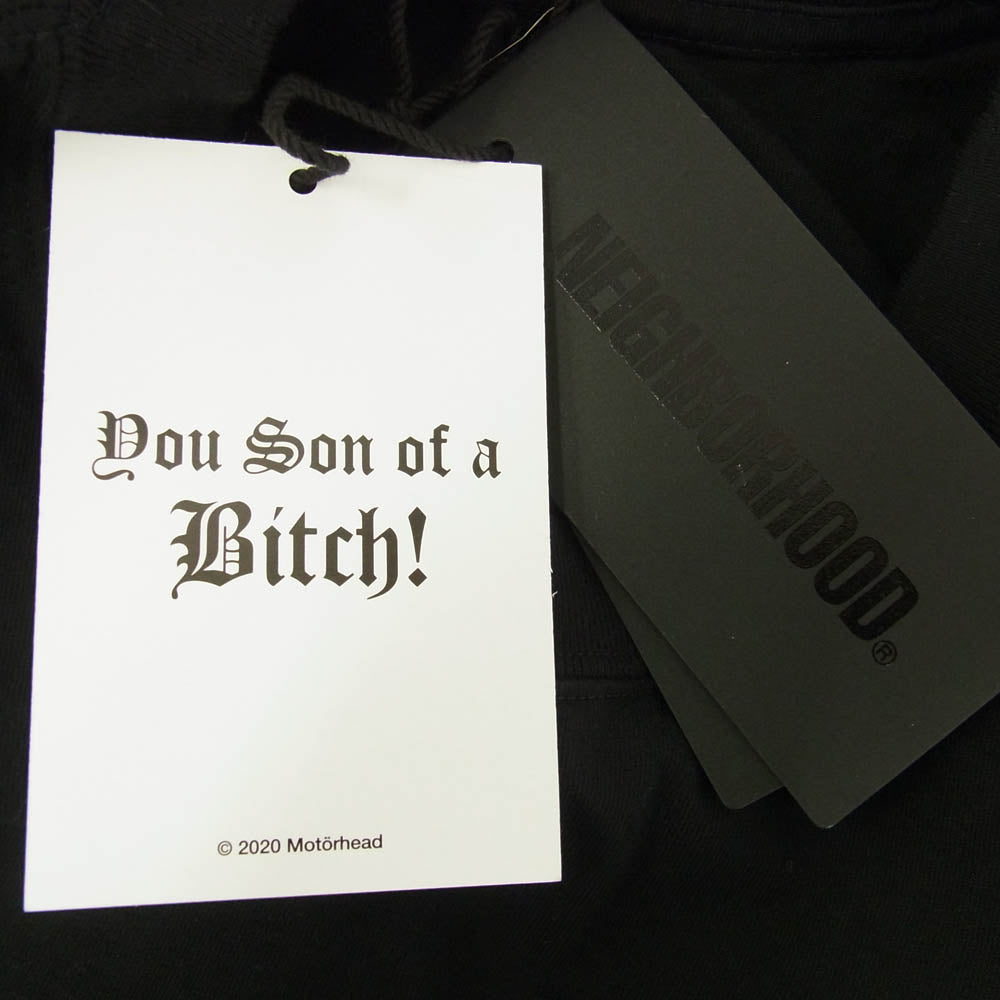 You Son of a
Bitch!
© 2020 Motörhead
NEIGHBORHOOD®